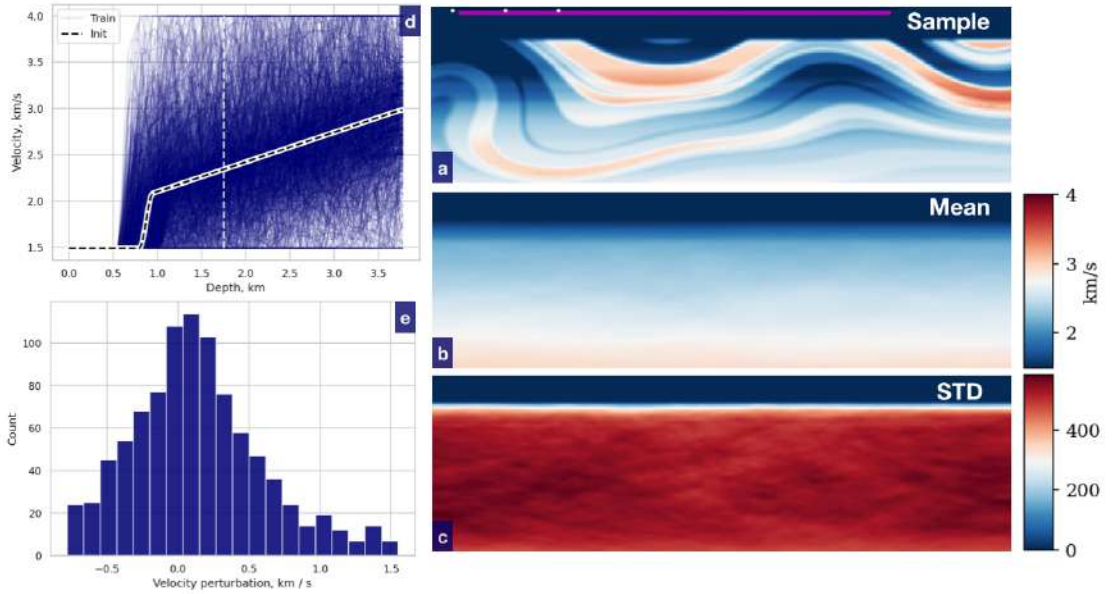 4.0
3.5
3.0
2.5
2.0
1.5
Velocity, km/s
Train
Init
d
0.0 0.5 1.0 1.5 2.0 2.5 3.0 3.5
Depth, km
100
80
60
40
20
0
Count
e
−0.5 0.0 0.5 1.0 1.5
Velocity perturbation, km / s
Sample
a
Mean
b
STD
c
4
3
2
km/s
400
200
0